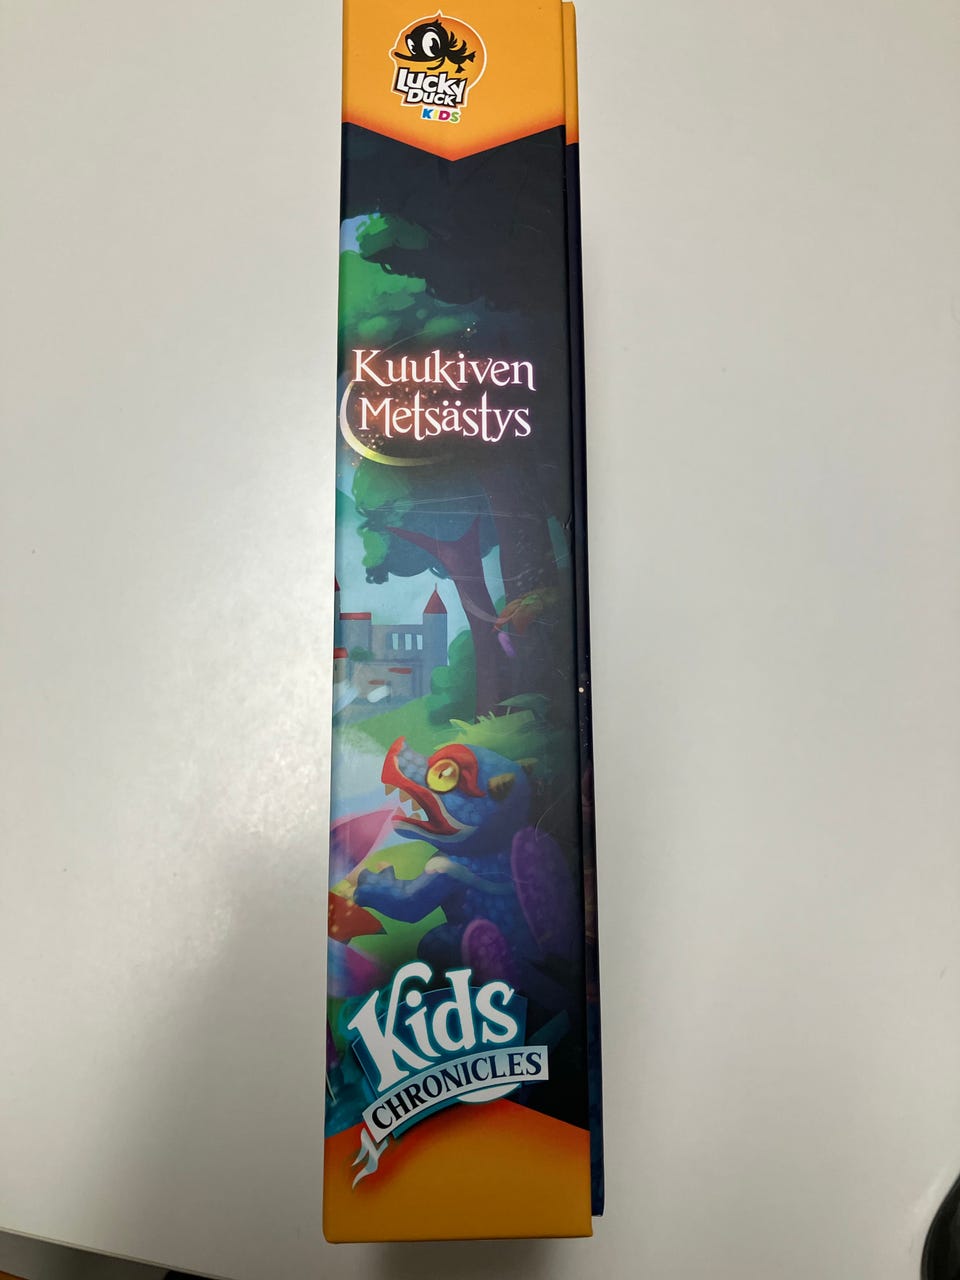 Lucky
Duck
KIDS
Kuukiven
Metsästys
Kids
CHRONICLES